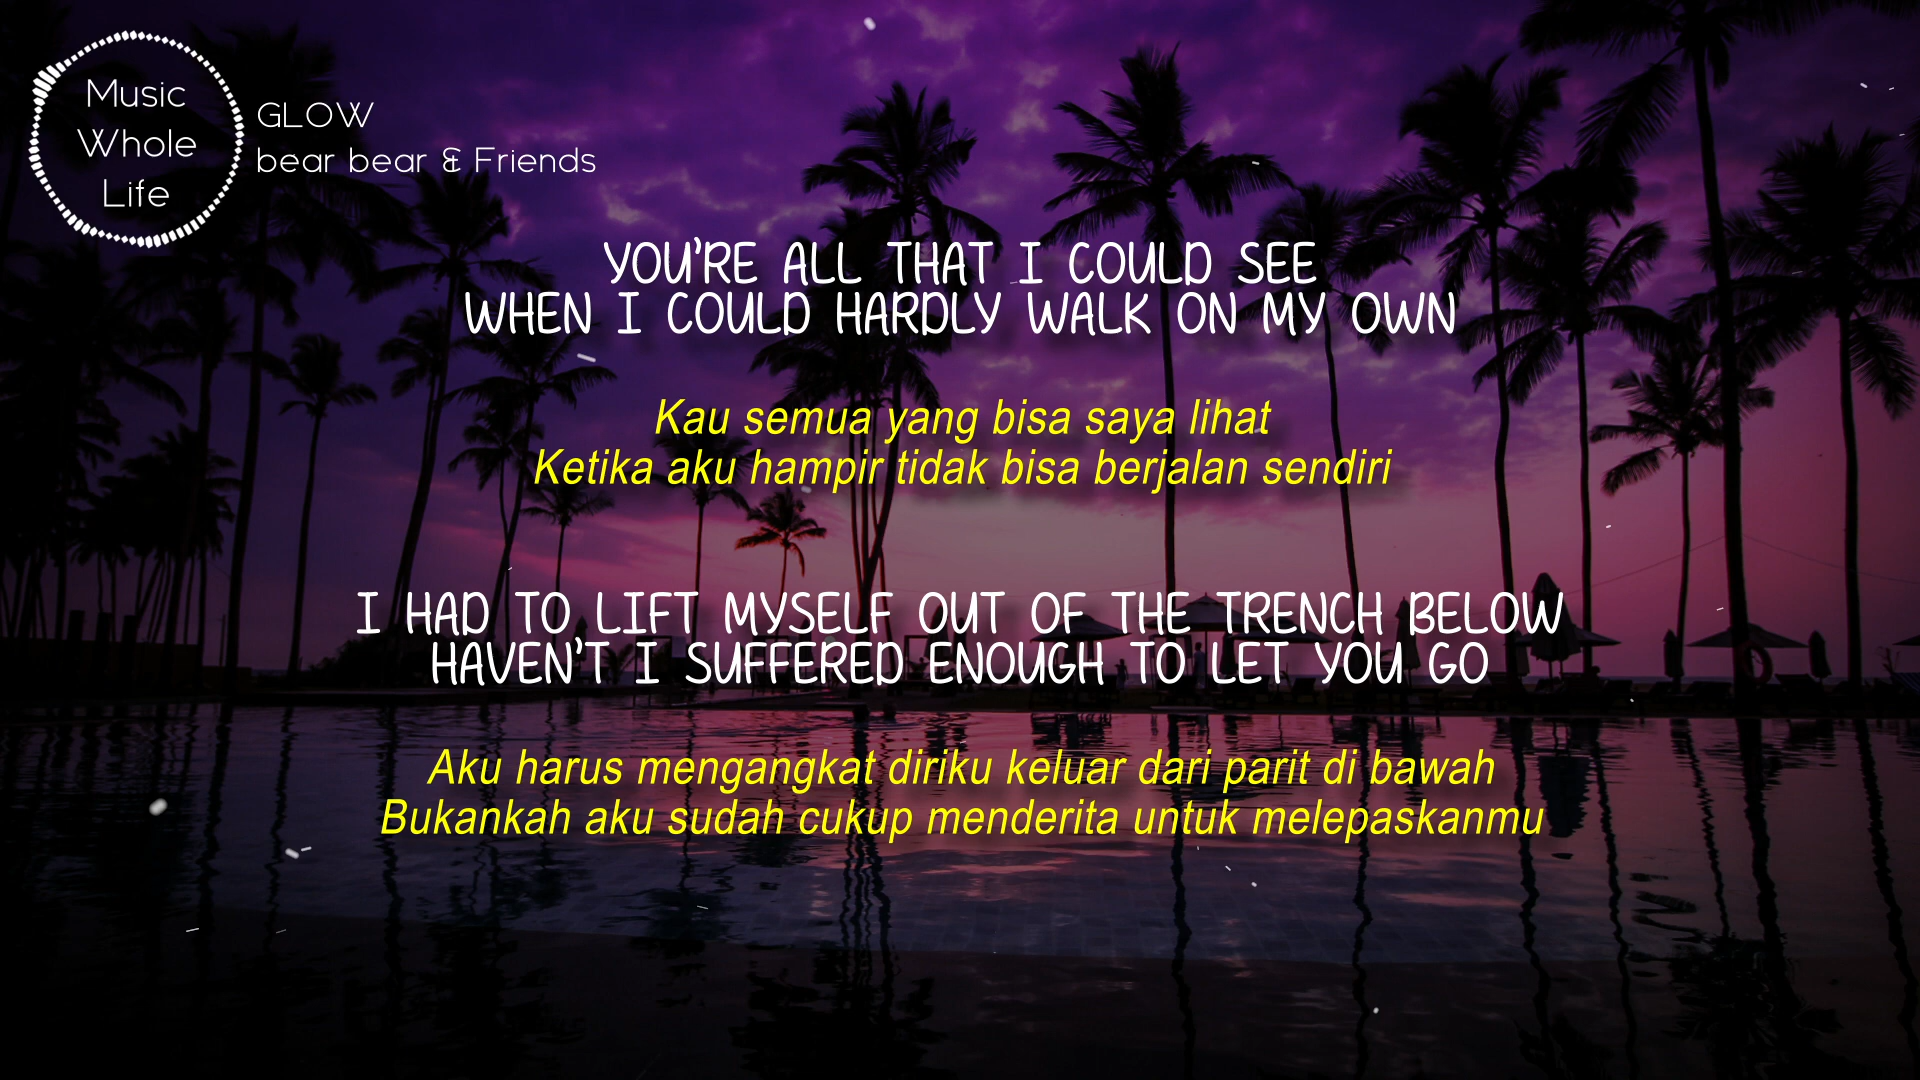 Music
Whole
Life
GLOW
bear bear & Friends
YOU'RE ALL THAT I COULD SEE
WHEN I COULD HARDLY WALK ON MY OWN
Kau semua yang bisa saya lihat
Ketika aku hampir tidak bisa berjalan sendiri
I HAD TO LIFT MYSELF OUT OF THE TRENCH BELOW
HAVEN'T I SUFFERED ENOUGH TO LET YOU GO
Aku harus mengangkat diriku keluar dari parit di bawah
Bukankah aku sudah cukup menderita untuk melepaskanmu